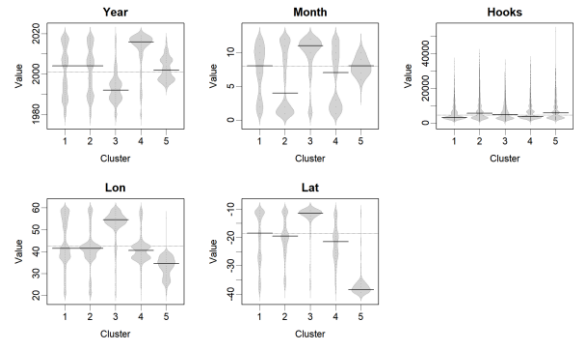 Year
Value
1980 2000 2020
1 2 3 4 5
Cluster
Month
Value
0 5 10
1 2 3 4 5
Cluster
Hooks
Value
0 20000 50000
1 2 3 4 5
Cluster
Lon
Value
20 30 40 50 60
1 2 3 4 5
Cluster
Lat
Value
-40 -30 -20 -10
1 2 3 4 5
Cluster